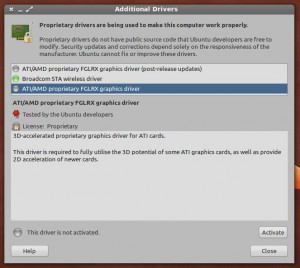 Additional Drivers
Proprietary drivers are being used to make this computer work properly.
Proprietary drivers do not have public source code that Ubuntu developers are free to
modify. Security updates and corrections depend solely on the responsiveness of the
manufacturer. Ubuntu cannot fix or improve these drivers.
ATI/AMD proprietary FGLRX graphics driver (post-release updates)
Broadcom STA wireless driver
ATI/AMD proprietary FGLRX graphics driver
ATI/AMD proprietary FGLRX graphics driver
Tested by the Ubuntu developers
License: Proprietary
3D-accelerated proprietary graphics driver for ATI cards.
This driver is required to fully utilise the 3D potential of some ATI graphics cards, as well as provide
2D acceleration of newer cards.
This driver is not activated.
Activate
Help
Close